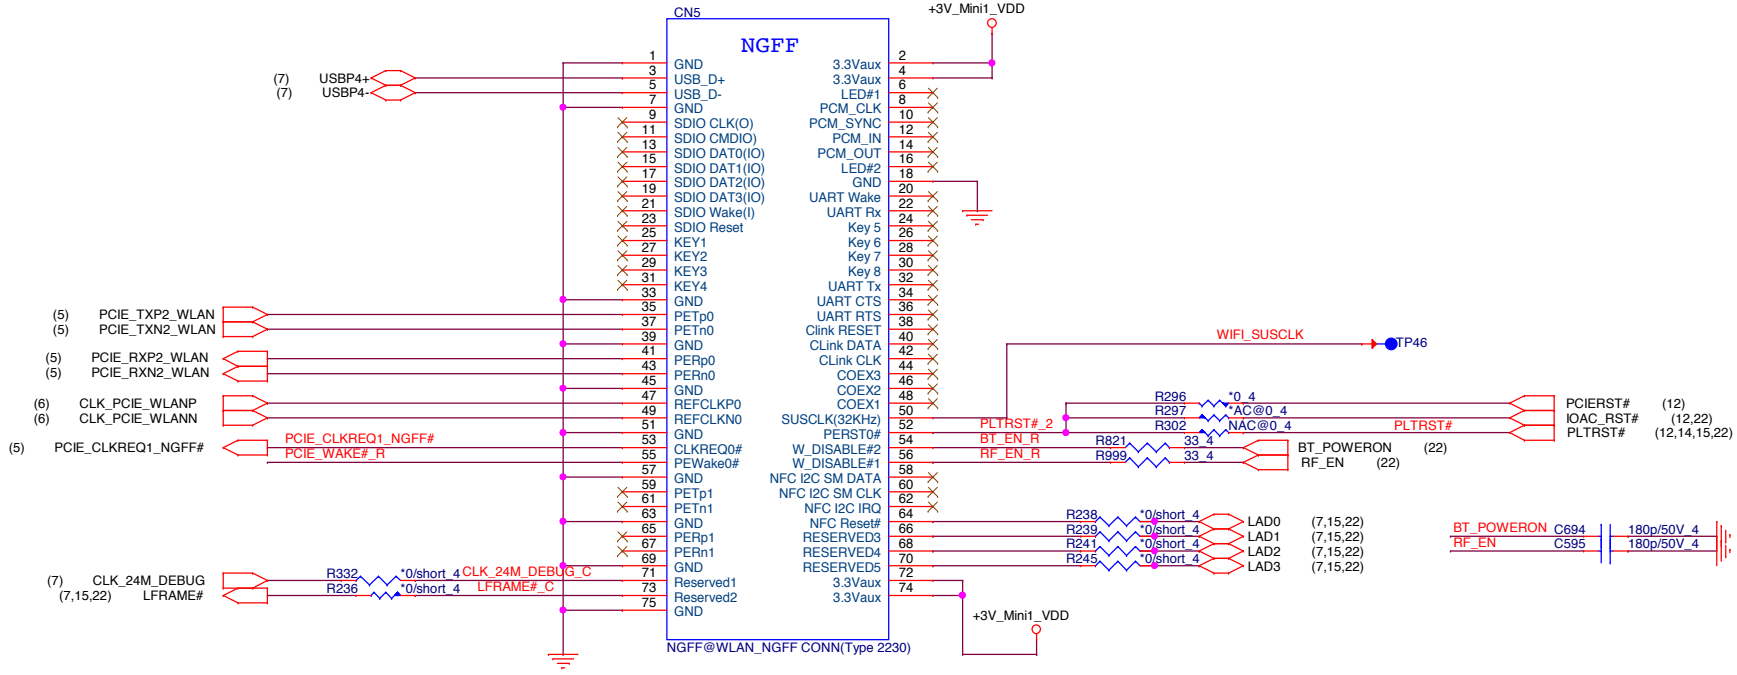 CN5
+3V_Mini1_VDD
NGFF
1 GND 3.3Vaux 2
(7) USBP4+ 3 USB_D+ 3.3Vaux 4
(7) USBP4- 5 USB_D- LED#1 6
7 GND PCM_CLK 8
9 SDIO CLK(O) PCM_SYNC 10
11 SDIO CMDIO) PCM_IN 12
13 SDIO DAT0(IO) PCM_OUT 14
15 SDIO DAT1(IO) LED#2 16
17 SDIO DAT2(IO) GND 18
19 SDIO DAT3(IO) UART Wake 20
21 SDIO Wake(I) UART Rx 22
23 SDIO Reset Key 5 24
25 KEY1 Key 6 26
27 KEY2 Key 7 28
29 KEY3 Key 8 30
31 KEY4 UART Tx 32
33 GND UART CTS 34
(5) PCIE_TXP2_WLAN 35 PETp0 UART RTS 36
(5) PCIE_TXN2_WLAN 37 PETn0 Clink RESET 38
39 GND CLink DATA 40 WIFI_SUSCLK TP46
(5) PCIE_RXP2_WLAN 41 PERp0 CLink CLK 42
(5) PCIE_RXN2_WLAN 43 PERn0 COEX3 44
45 GND COEX2 46
(6) CLK_PCIE_WLANP 47 REFCLKP0 COEX1 48 R296 *0_4 PCIERST# (12)
(6) CLK_PCIE_WLANN 49 REFCLKN0 SUSCLK(32KHz) 50 R297 *AC@0_4 IOAC_RST# (12,22)
51 GND PERST0# 52 PLTRST#_2 R302 NAC@0_4 PLTRST# PLTRST# (12,14,15,22)
(5) PCIE_CLKREQ1_NGFF# PCIE_CLKREQ1_NGFF# 53 CLKREQ0# W_DISABLE#2 54 BT_EN_R R821 33_4 BT_POWERON (22)
PCIE_WAKE#_R 55 PEWake0# W_DISABLE#1 56 RF_EN_R R999 33_4 RF_EN (22)
57 GND NFC I2C SM DATA 58
59 PETp1 NFC I2C SM CLK 60
61 PETn1 NFC I2C IRQ 62
63 GND NFC Reset# 64 R238 *0/short_4 LAD0 (7,15,22)
65 PERp1 RESERVED3 66 R239 *0/short_4 LAD1 (7,15,22) BT_POWERON C694 180p/50V_4
67 PERn1 RESERVED4 68 R241 *0/short_4 LAD2 (7,15,22) RF_EN C595 180p/50V_4
69 GND RESERVED5 70 R245 *0/short_4 LAD3 (7,15,22)
(7) CLK_24M_DEBUG R332 *0/short_4 CLK_24M_DEBUG_C 71 Reserved1 3.3Vaux 72
(7,15,22) LFRAME# R236 *0/short_4 LFRAME#_C 73 Reserved2 3.3Vaux 74
75 GND
+3V_Mini1_VDD
NGFF@WLAN_NGFF CONN(Type 2230)